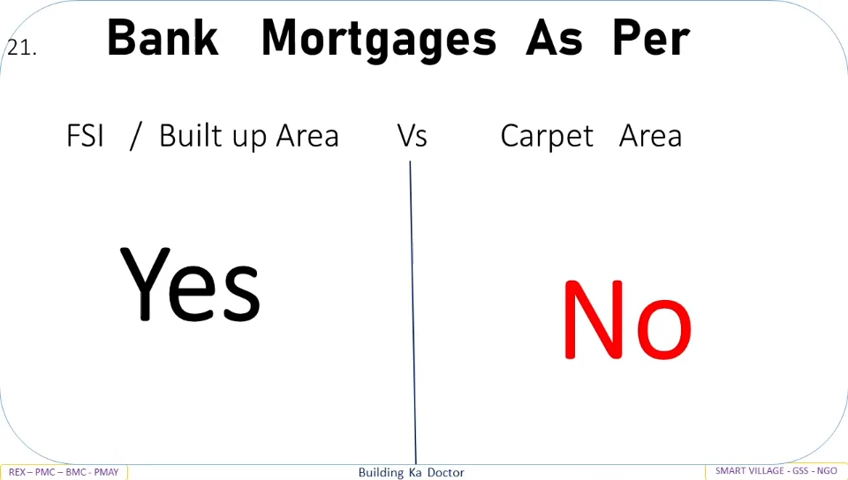 21. Bank Mortgages As Per
FSI / Built up Area Vs Carpet Area
Yes
No
REX – PMC – BMC - PMAY
Building Ka Doctor
SMART VILLAGE - GSS - NGO